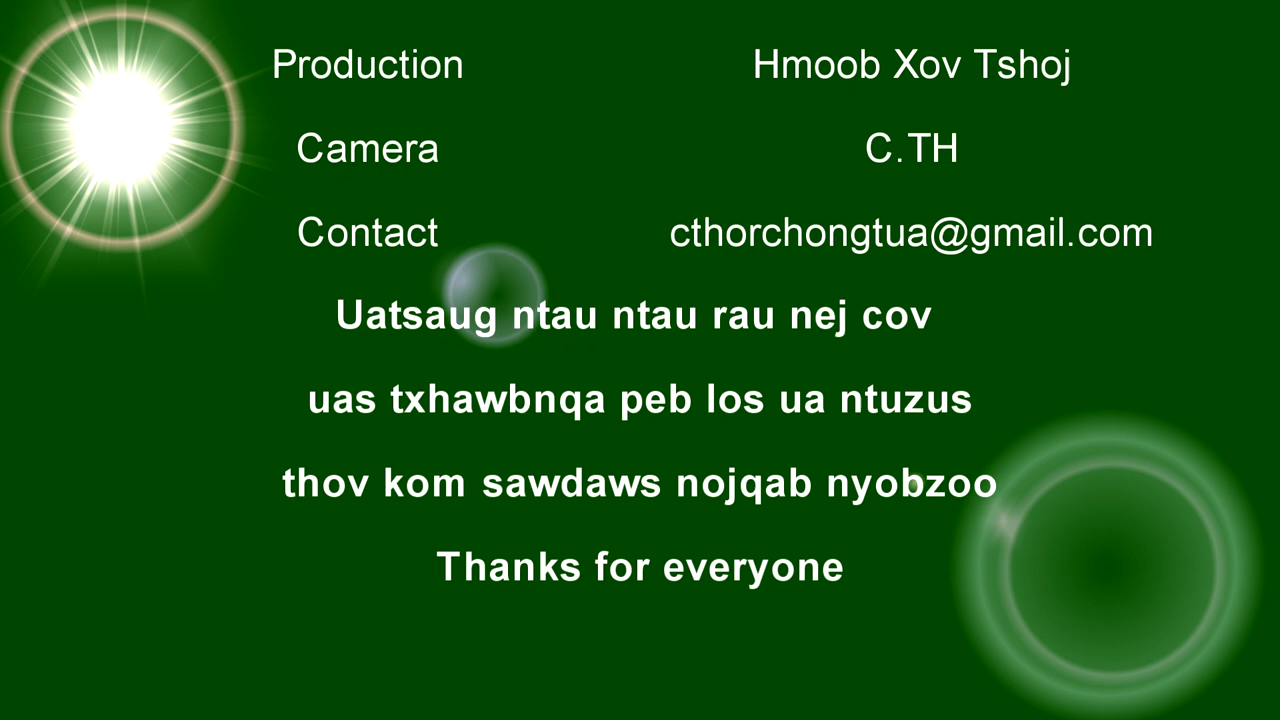 Production Hmoob Xov Tshoj
Camera C.TH
Contact cthorchongtua@gmail.com
Uatsaug ntau ntau rau nej cov
uas txhawbnqa peb los ua ntuzus
thov kom sawdaws nojqab nyobzoo
Thanks for everyone